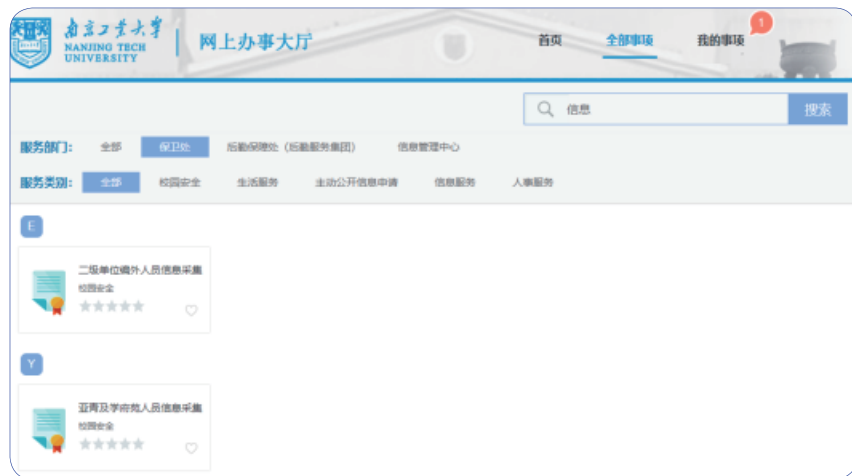 南京工业大学
NANJING TECH
UNIVERSITY
网上办事大厅
首页 全部事项 我的事项 1
信息 搜索
服务部门: 全部 保卫处 后勤保障处（后勤服务集团） 信息管理中心
服务类别: 全部 校园安全 生活服务 主动公开信息申请 信息服务 人事服务
E
二级单位编外人员信息采集
校园安全
Y
亚青及学府苑人员信息采集
校园安全